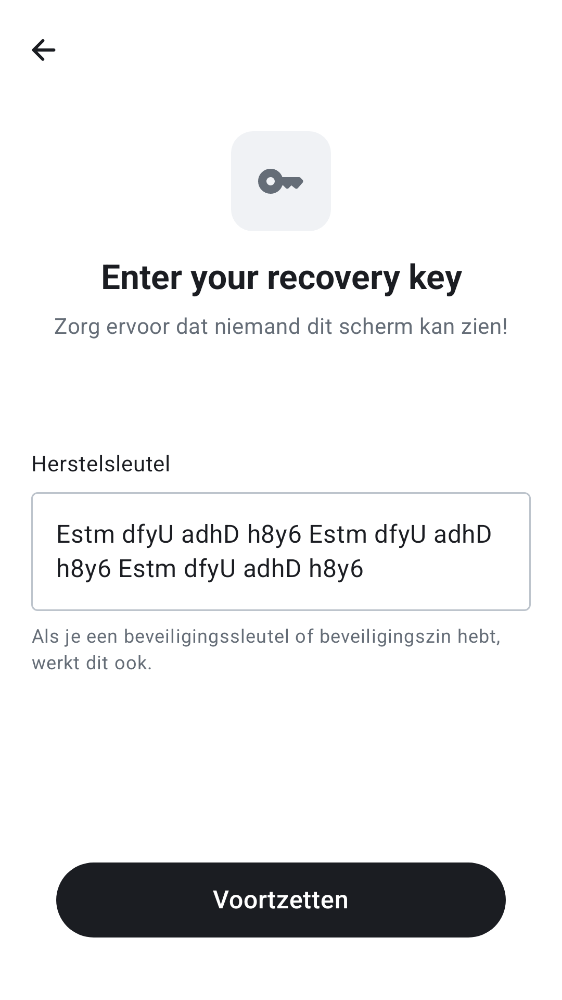 Enter your recovery key
Zorg ervoor dat niemand dit scherm kan zien!
Herstelsleutel
Estm dfyU adhD h8y6 Estm dfyU adhD
h8y6 Estm dfyU adhD h8y6
Als je een beveiligingssleutel of beveiligingszin hebt,
werkt dit ook.
Voortzetten